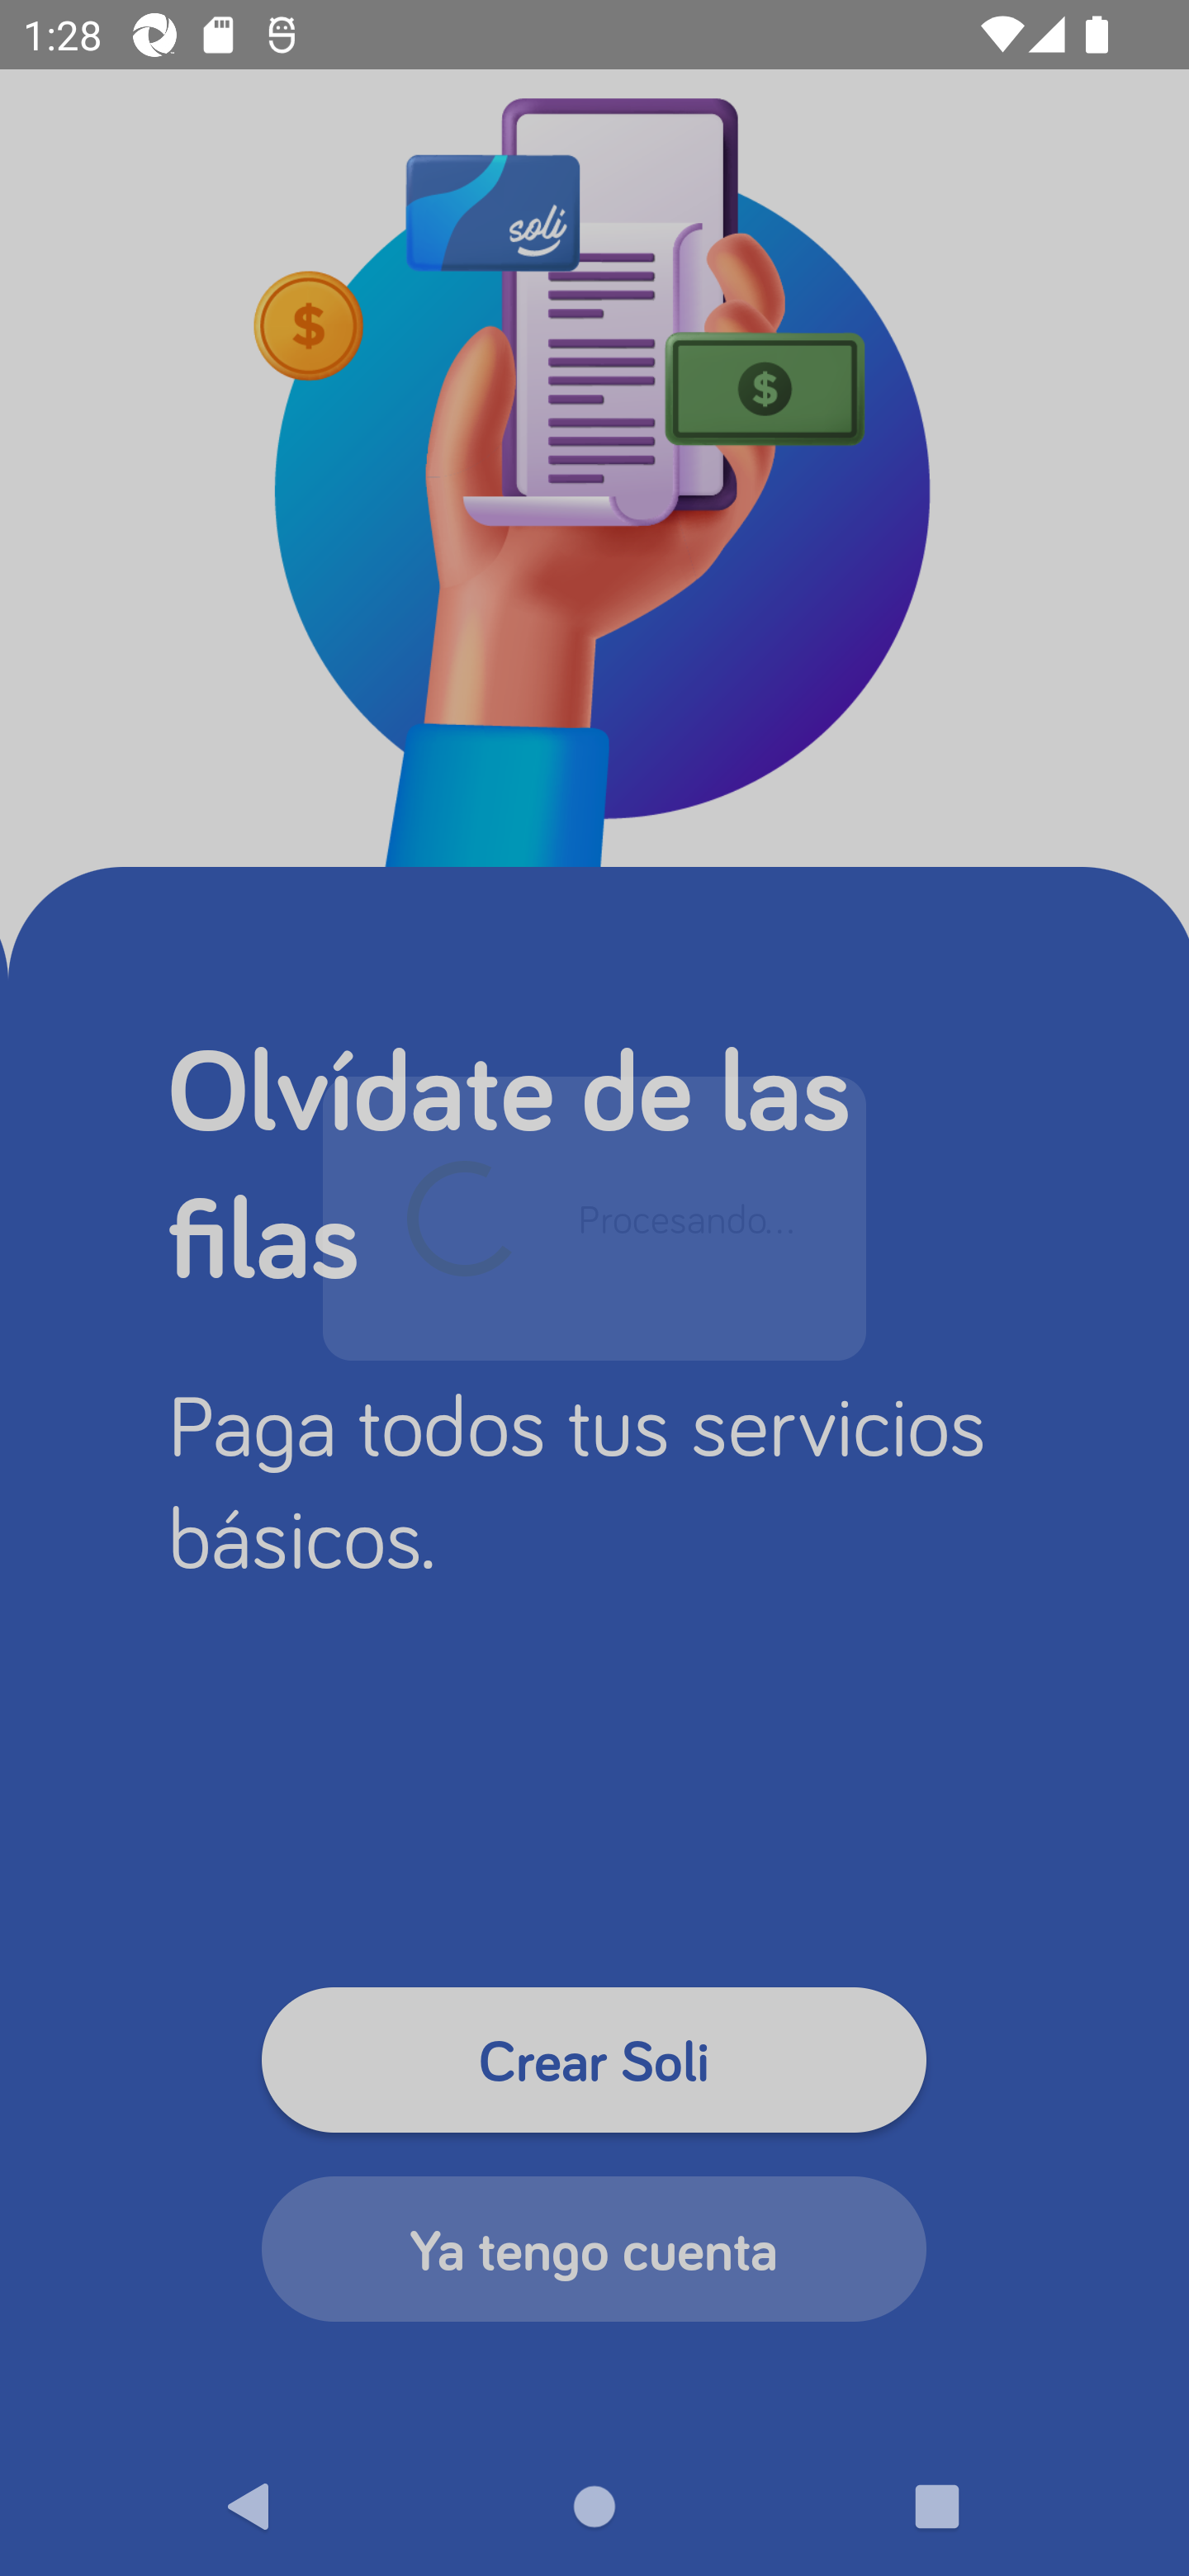 1:28
soli
$
$
Olvídate de las
filas
Procesando...
Paga todos tus servicios
básicos.
Crear Soli
Ya tengo cuenta